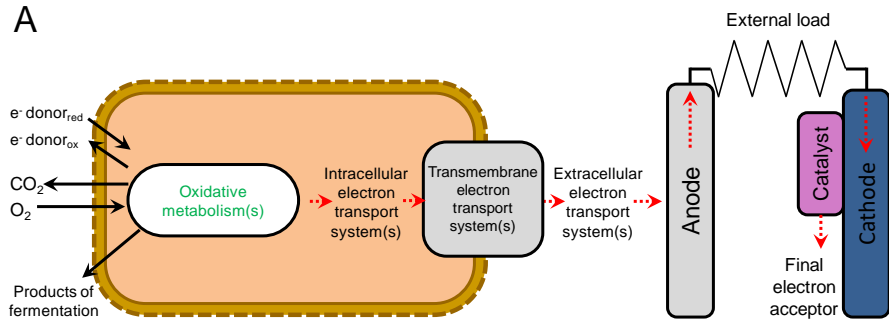 A
External load
e- donorred
e- donorox
CO2
O2
Products of
fermentation
Oxidative
metabolism(s)
Intracellular
electron
transport
system(s)
Transmembrane
electron
transport
system(s)
Extracellular
electron
transport
system(s)
Anode
Catalyst
Cathode
Final
electron
acceptor